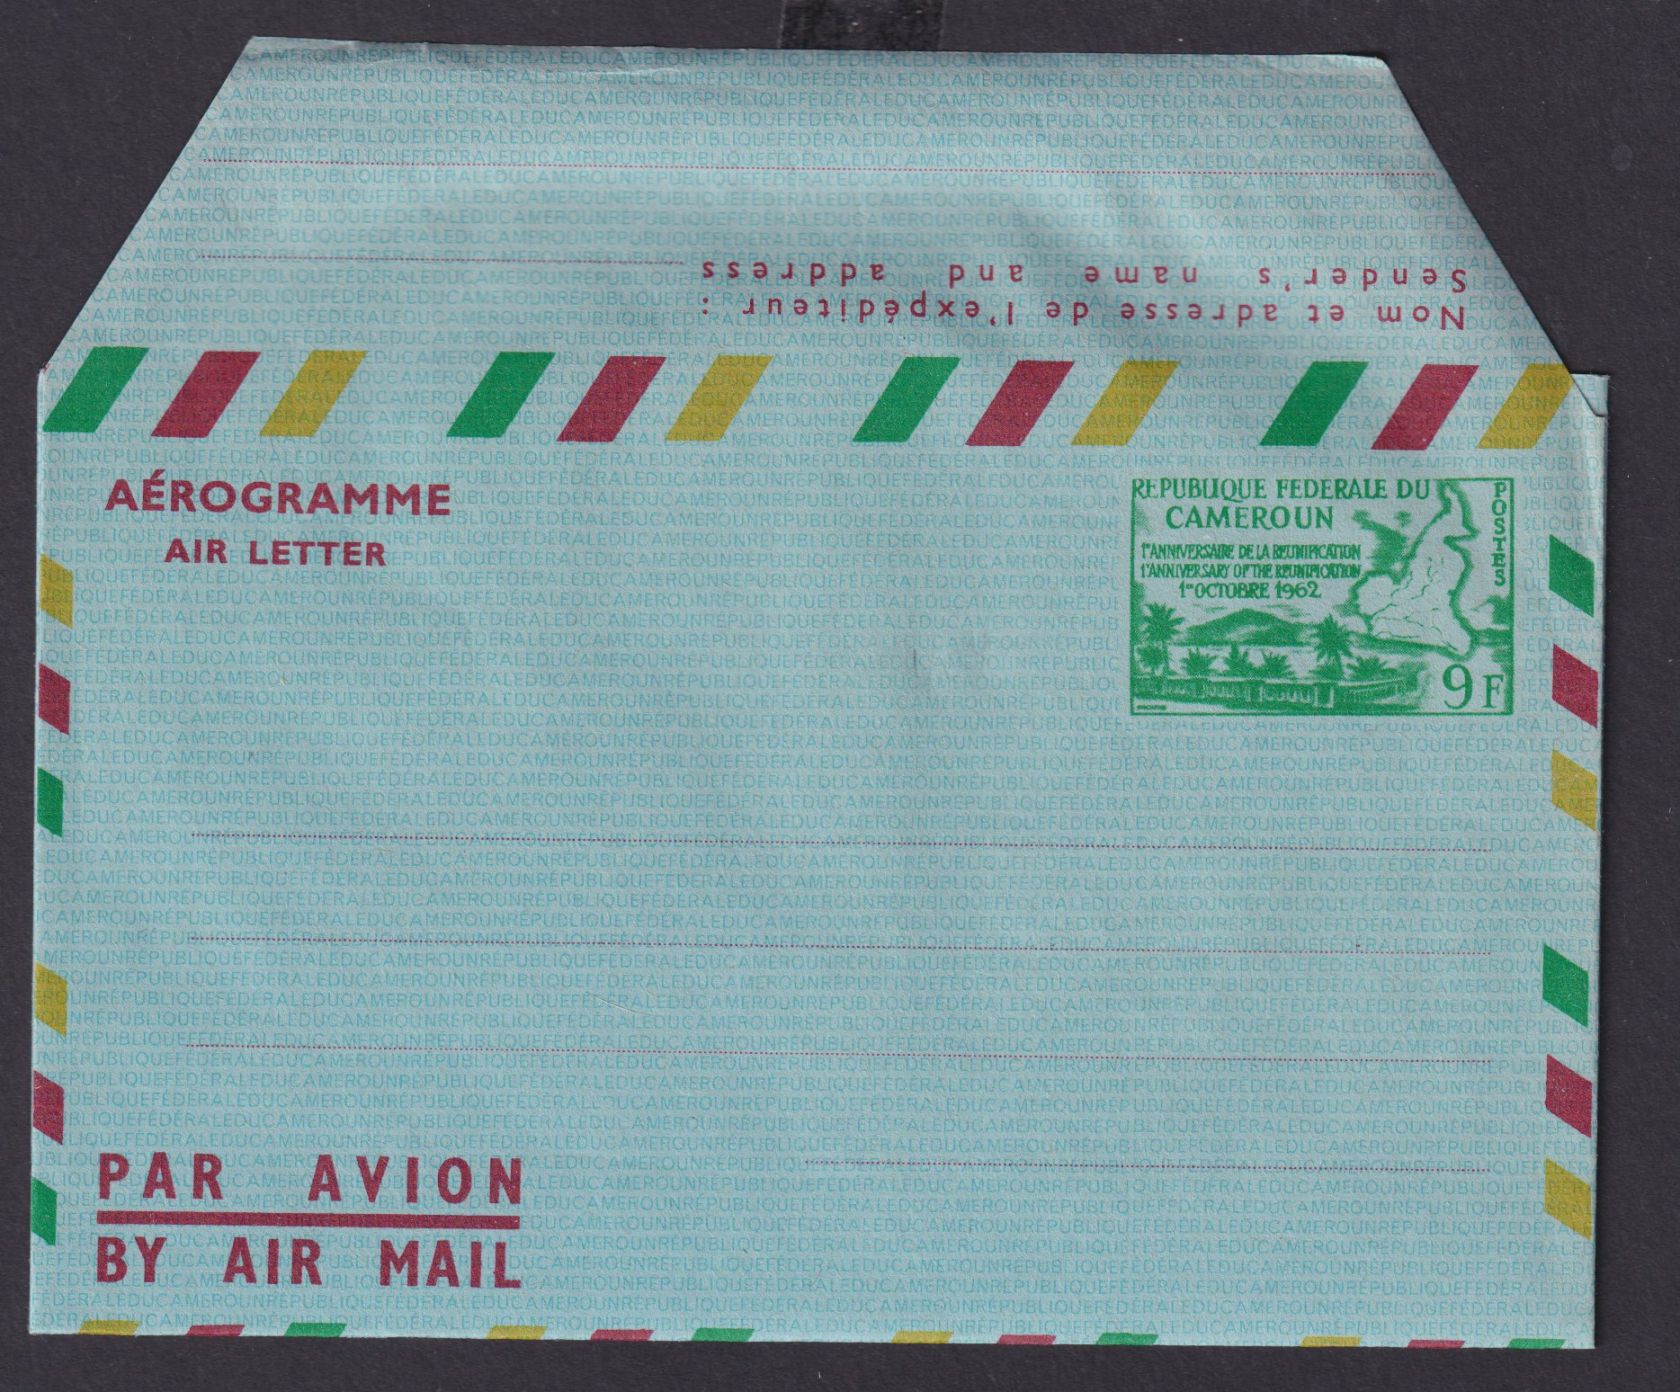 Nom et adresse de l'expéditeur :
Sender's name and address
AÉROGRAMME
AIR LETTER
REPUBLIQUE FEDERALE DU
CAMEROUN
POSTES
1er ANNIVERSAIRE DE LA REUNIFICATION
1st ANNIVERSARY OF THE REUNIFICATION
1er OCTOBRE 1962
9 F
PAR AVION
BY AIR MAIL